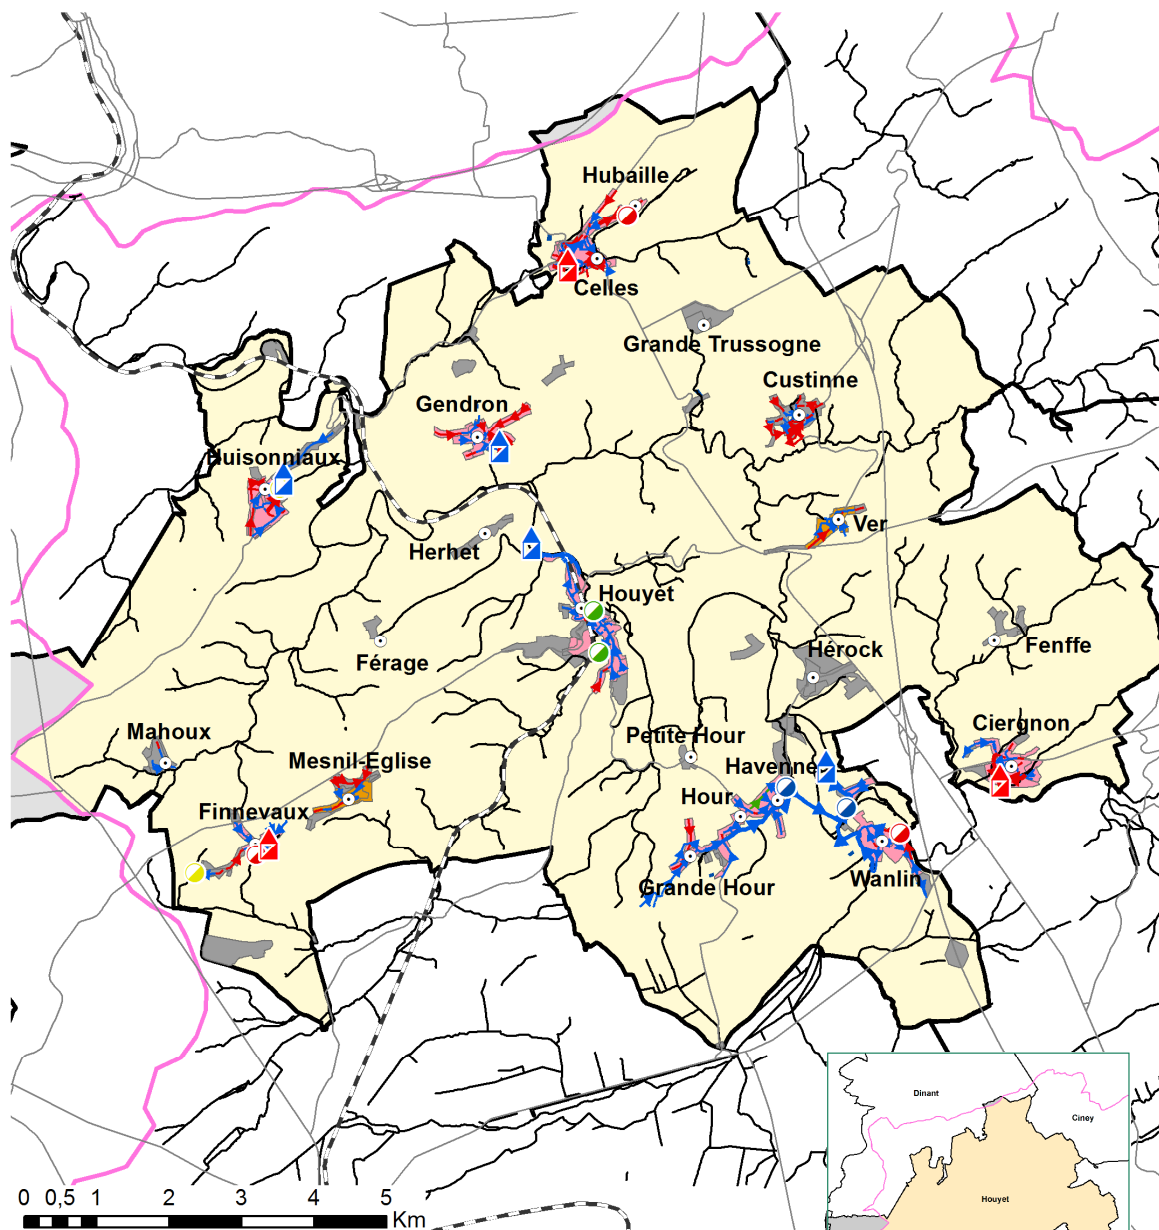 Hubaille
Celles
Grande Trussogne
Custinne
Gendron
Huisonniaux
Ver
Herhet
Houyet
Férage
Hérock
Fenffe
Mahoux
Petite Hour
Ciergnon
Mesnil-Eglise
Havenne
Hour
Finnevaux
Grande Hour
Wanlin
Dinant
Ciney
Houyet
0 0,5 1 2 3 4 5
Km